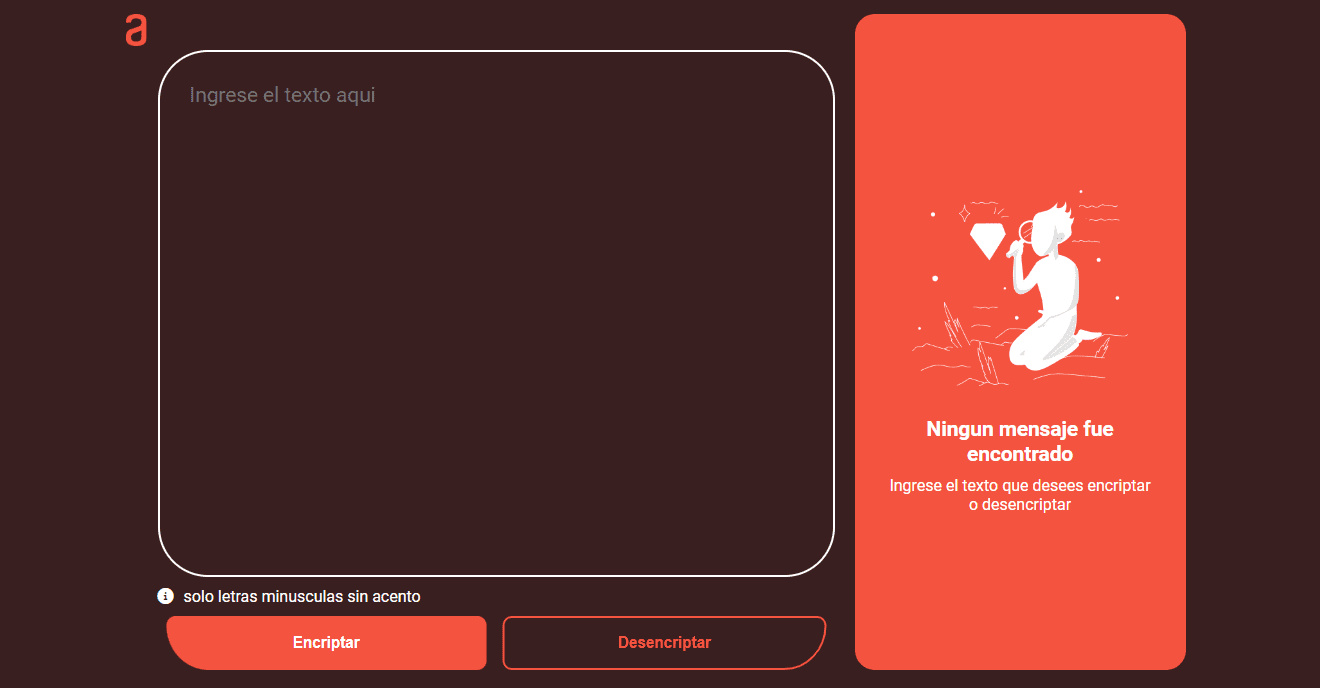 a
Ingrese el texto aqui
solo letras minusculas sin acento
Encriptar
Desencriptar
Ningun mensaje fue
encontrado
Ingrese el texto que desees encriptar
o desencriptar